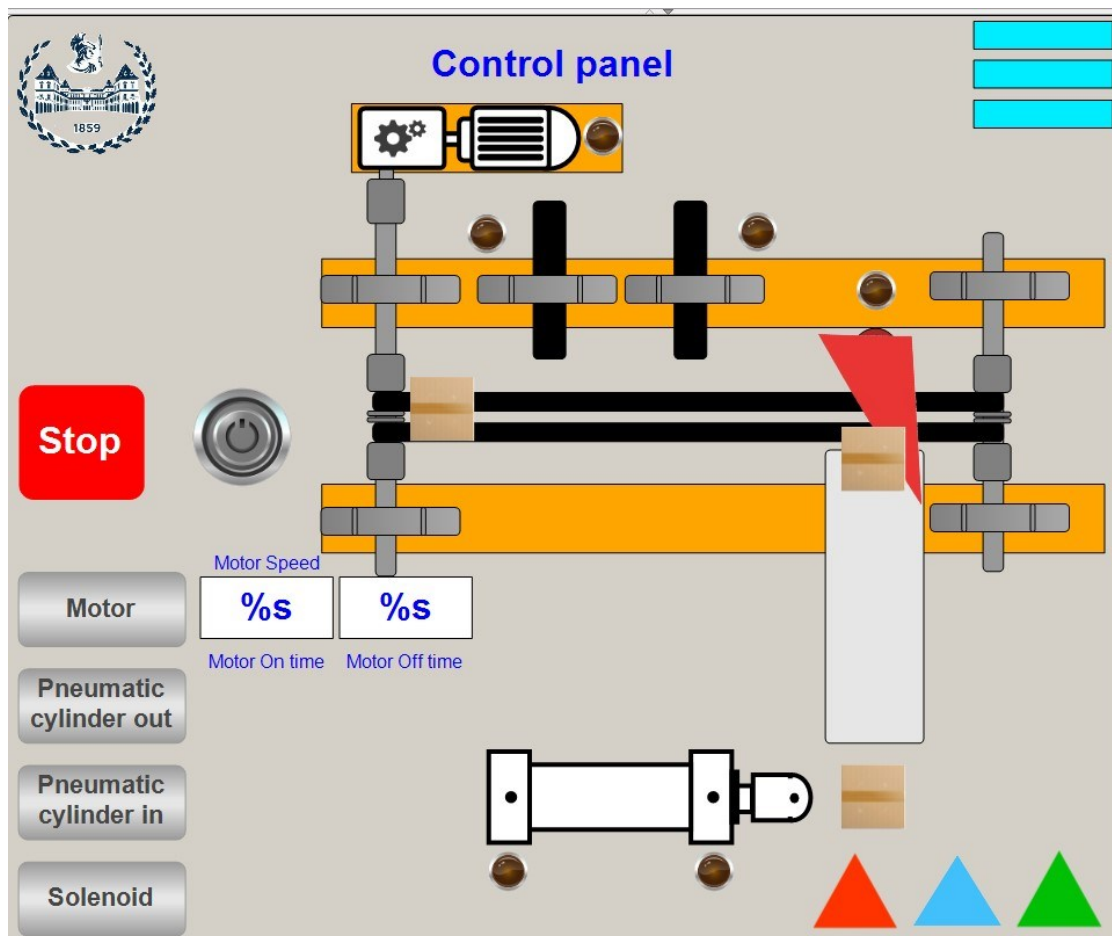 Control panel
1859
Stop
Motor Speed
%s
%s
Motor
Motor On time
Motor Off time
Pneumatic
cylinder out
Pneumatic
cylinder in
Solenoid